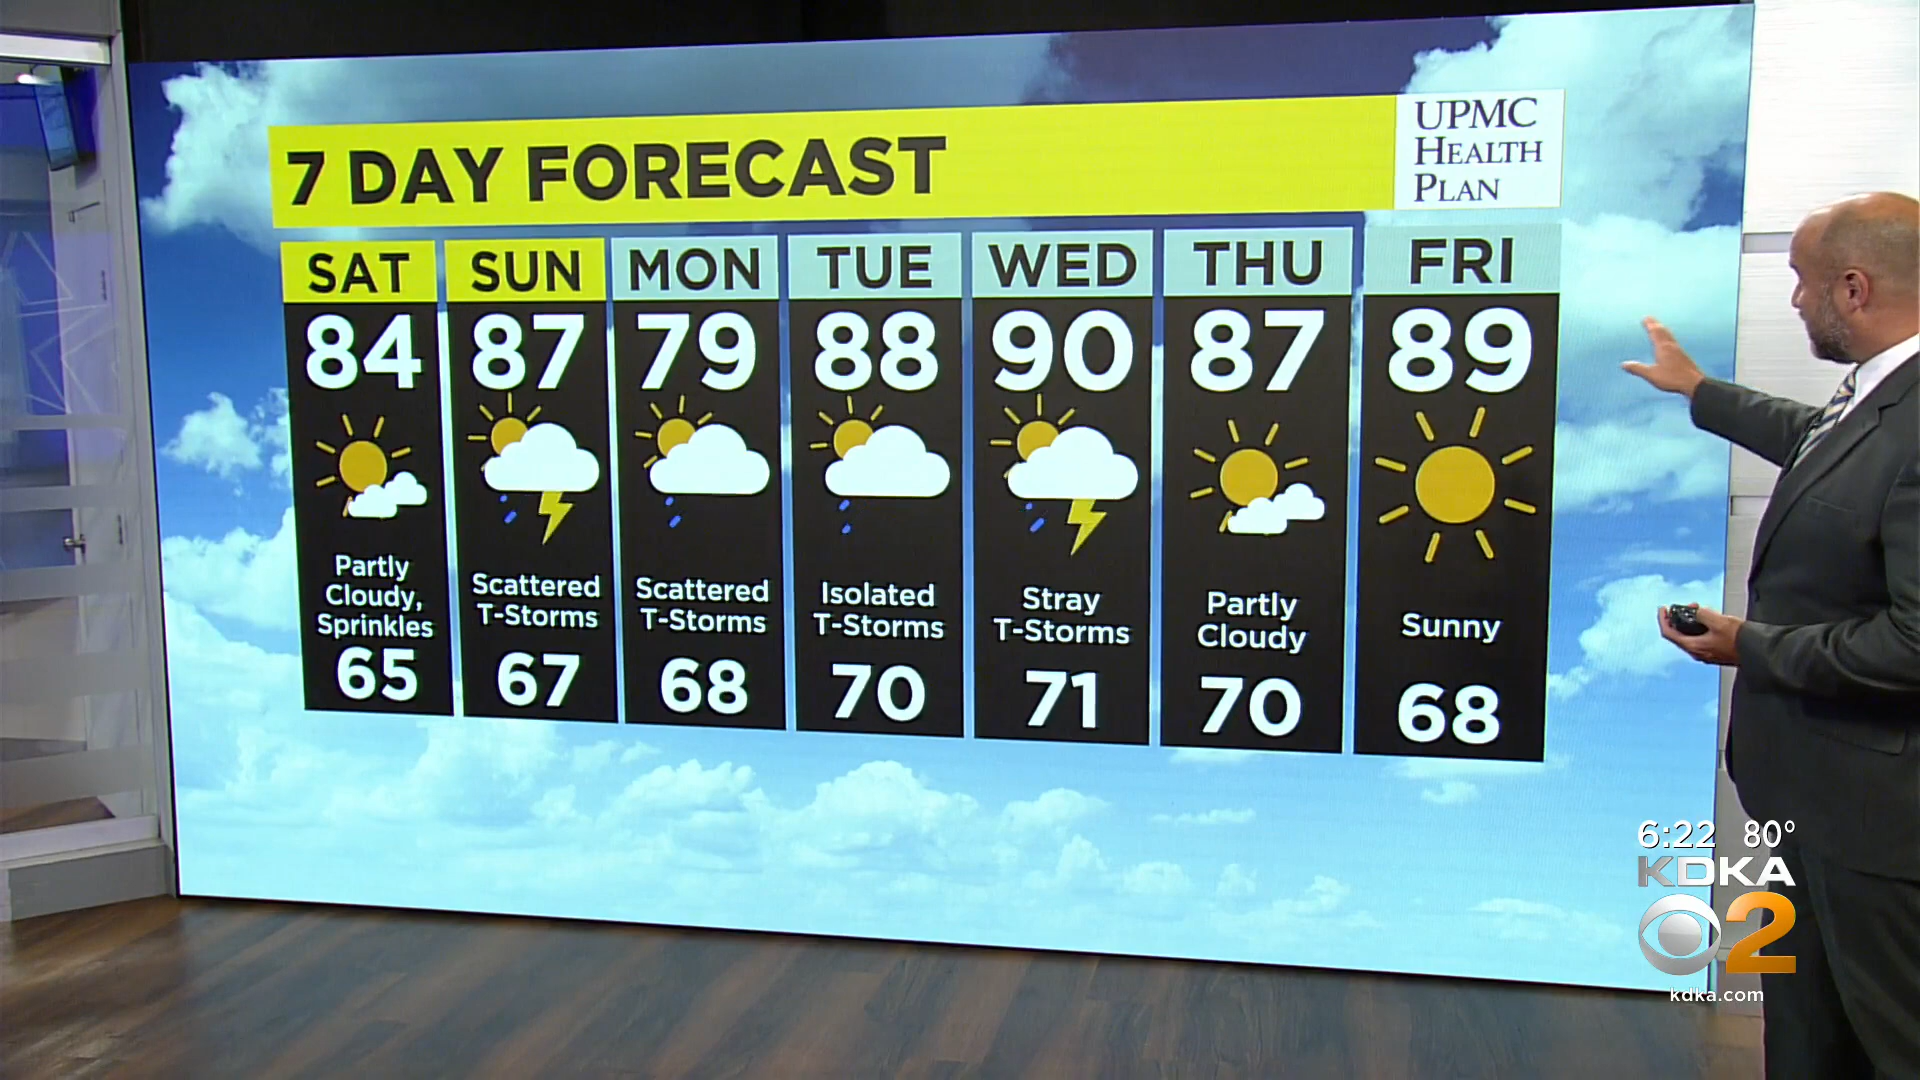 7 DAY FORECAST
UPMC
HEALTH
PLAN
SAT SUN MON TUE WED THU FRI
84 87 79 88 90 87 89
Partly
Cloudy,
Sprinkles
Scattered
T-Storms
Scattered
T-Storms
Isolated
T-Storms
Stray
T-Storms
Partly
Cloudy
Sunny
65 67 68 70 71 70 68
6:22 80°
KDKA
2
kdka.com